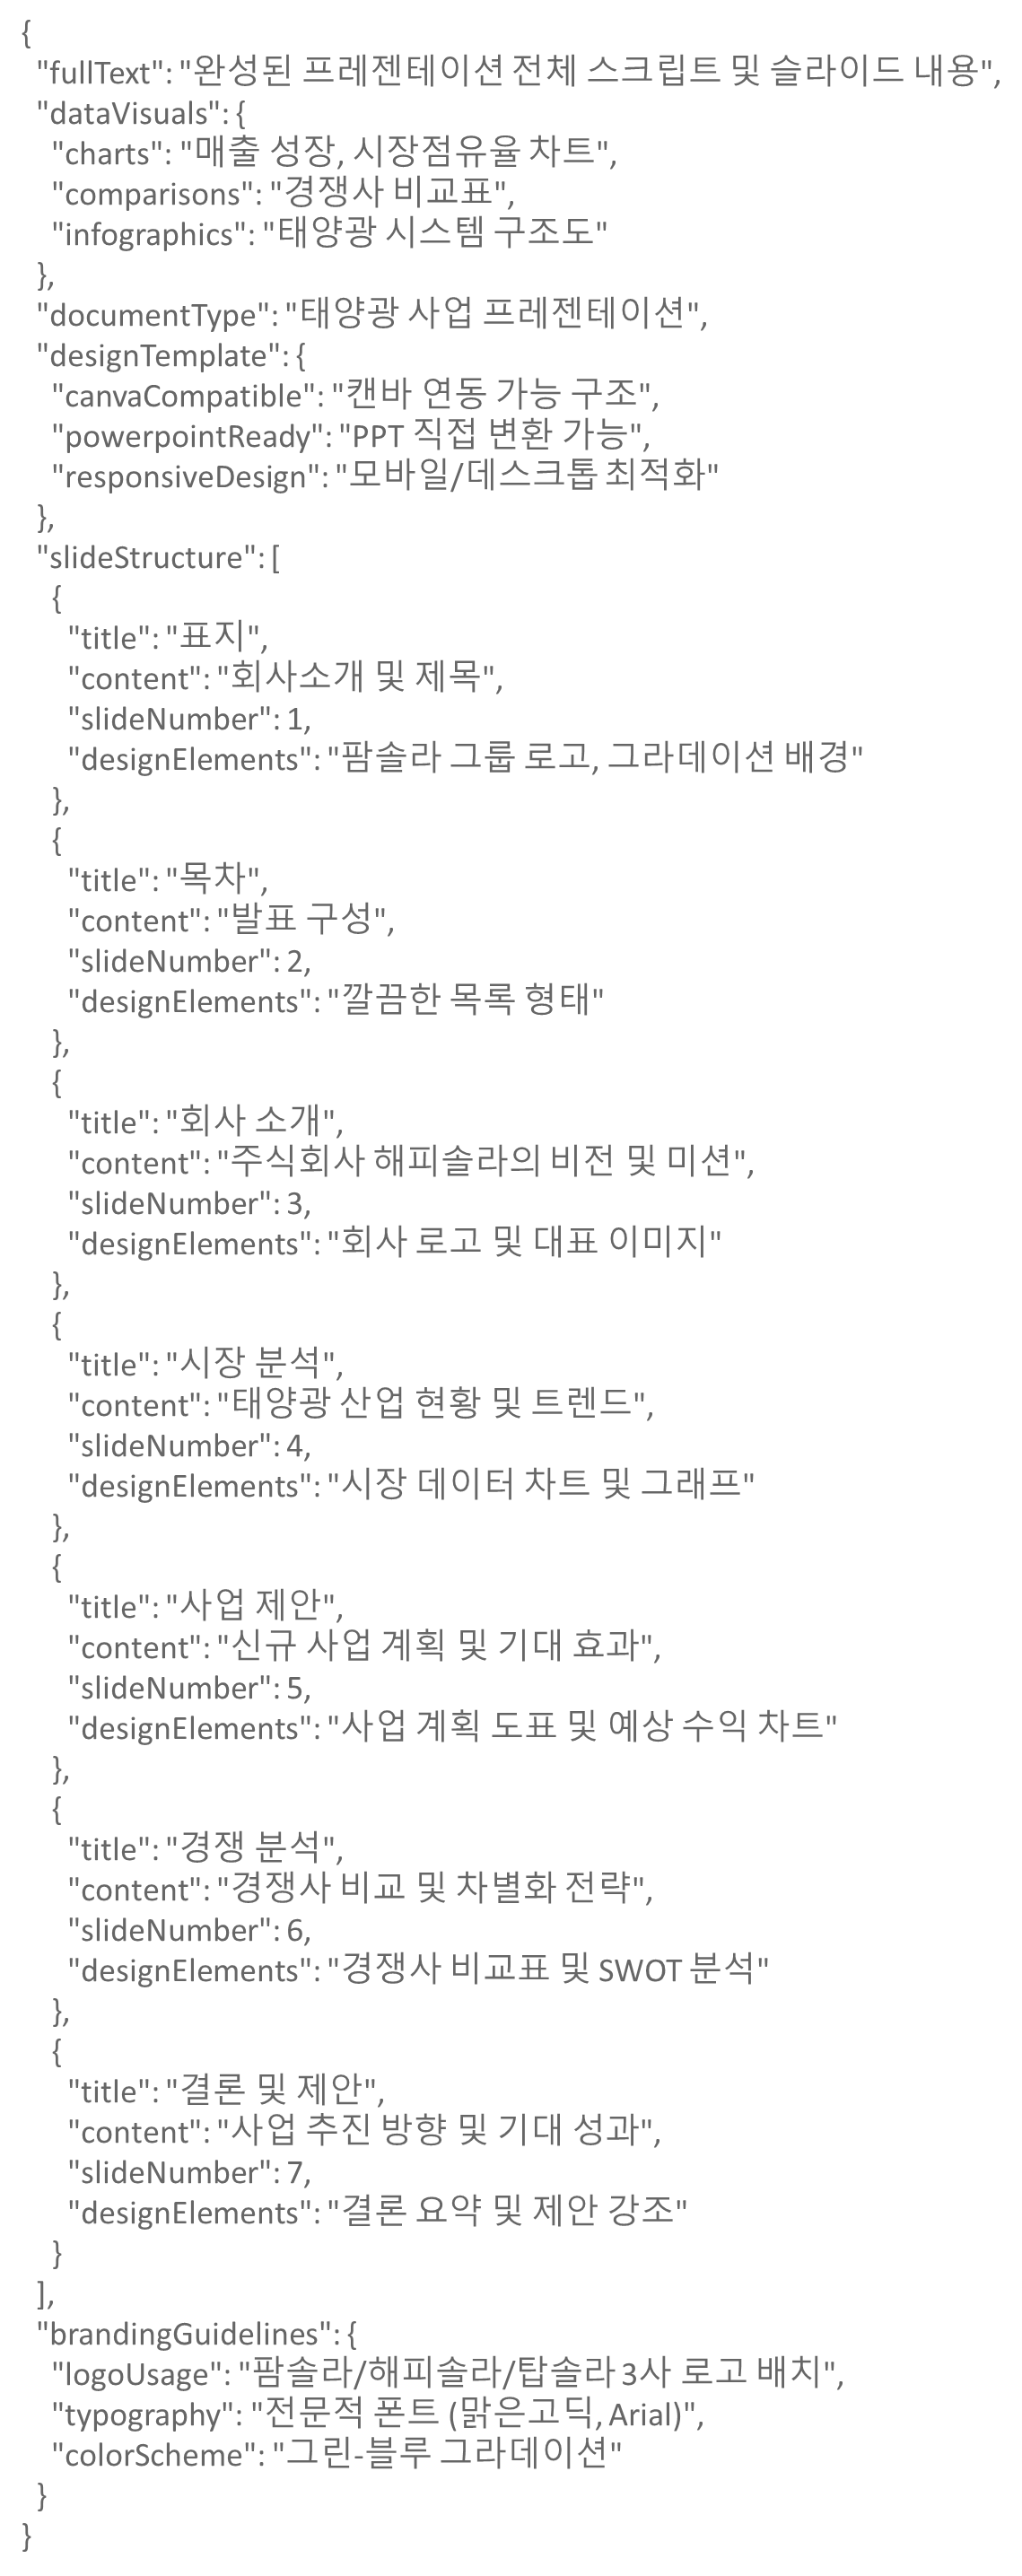 {
"fullText": "완성된 프레젠테이션 전체 스크립트 및 슬라이드 내용",
"dataVisuals": {
"charts": "매출 성장, 시장점유율 차트",
"comparisons": "경쟁사 비교표",
"infographics": "태양광 시스템 구조도"
},
"documentType": "태양광 사업 프레젠테이션",
"designTemplate": {
"canvaCompatible": "캔바 연동 가능 구조",
"powerpointReady": "PPT 직접 변환 가능",
"responsiveDesign": "모바일/데스크톱 최적화"
},
"slideStructure": [
{
"title": "표지",
"content": "회사소개 및 제목",
"slideNumber": 1,
"designElements": "팜솔라 그룹 로고, 그라데이션 배경"
},
{
"title": "목차",
"content": "발표 구성",
"slideNumber": 2,
"designElements": "깔끔한 목록 형태"
},
{
"title": "회사 소개",
"content": "주식회사 해피솔라의 비전 및 미션",
"slideNumber": 3,
"designElements": "회사 로고 및 대표 이미지"
},
{
"title": "시장 분석",
"content": "태양광 산업 현황 및 트렌드",
"slideNumber": 4,
"designElements": "시장 데이터 차트 및 그래프"
},
{
"title": "사업 제안",
"content": "신규 사업 계획 및 기대 효과",
"slideNumber": 5,
"designElements": "사업 계획 도표 및 예상 수익 차트"
},
{
"title": "경쟁 분석",
"content": "경쟁사 비교 및 차별화 전략",
"slideNumber": 6,
"designElements": "경쟁사 비교표 및 SWOT 분석"
},
{
"title": "결론 및 제안",
"content": "사업 추진 방향 및 기대 성과",
"slideNumber": 7,
"designElements": "결론 요약 및 제안 강조"
}
],
"brandingGuidelines": {
"logoUsage": "팜솔라/해피솔라/탑솔라 3사 로고 배치",
"typography": "전문적 폰트 (맑은고딕, Arial)",
"colorScheme": "그린-블루 그라데이션"
}
}